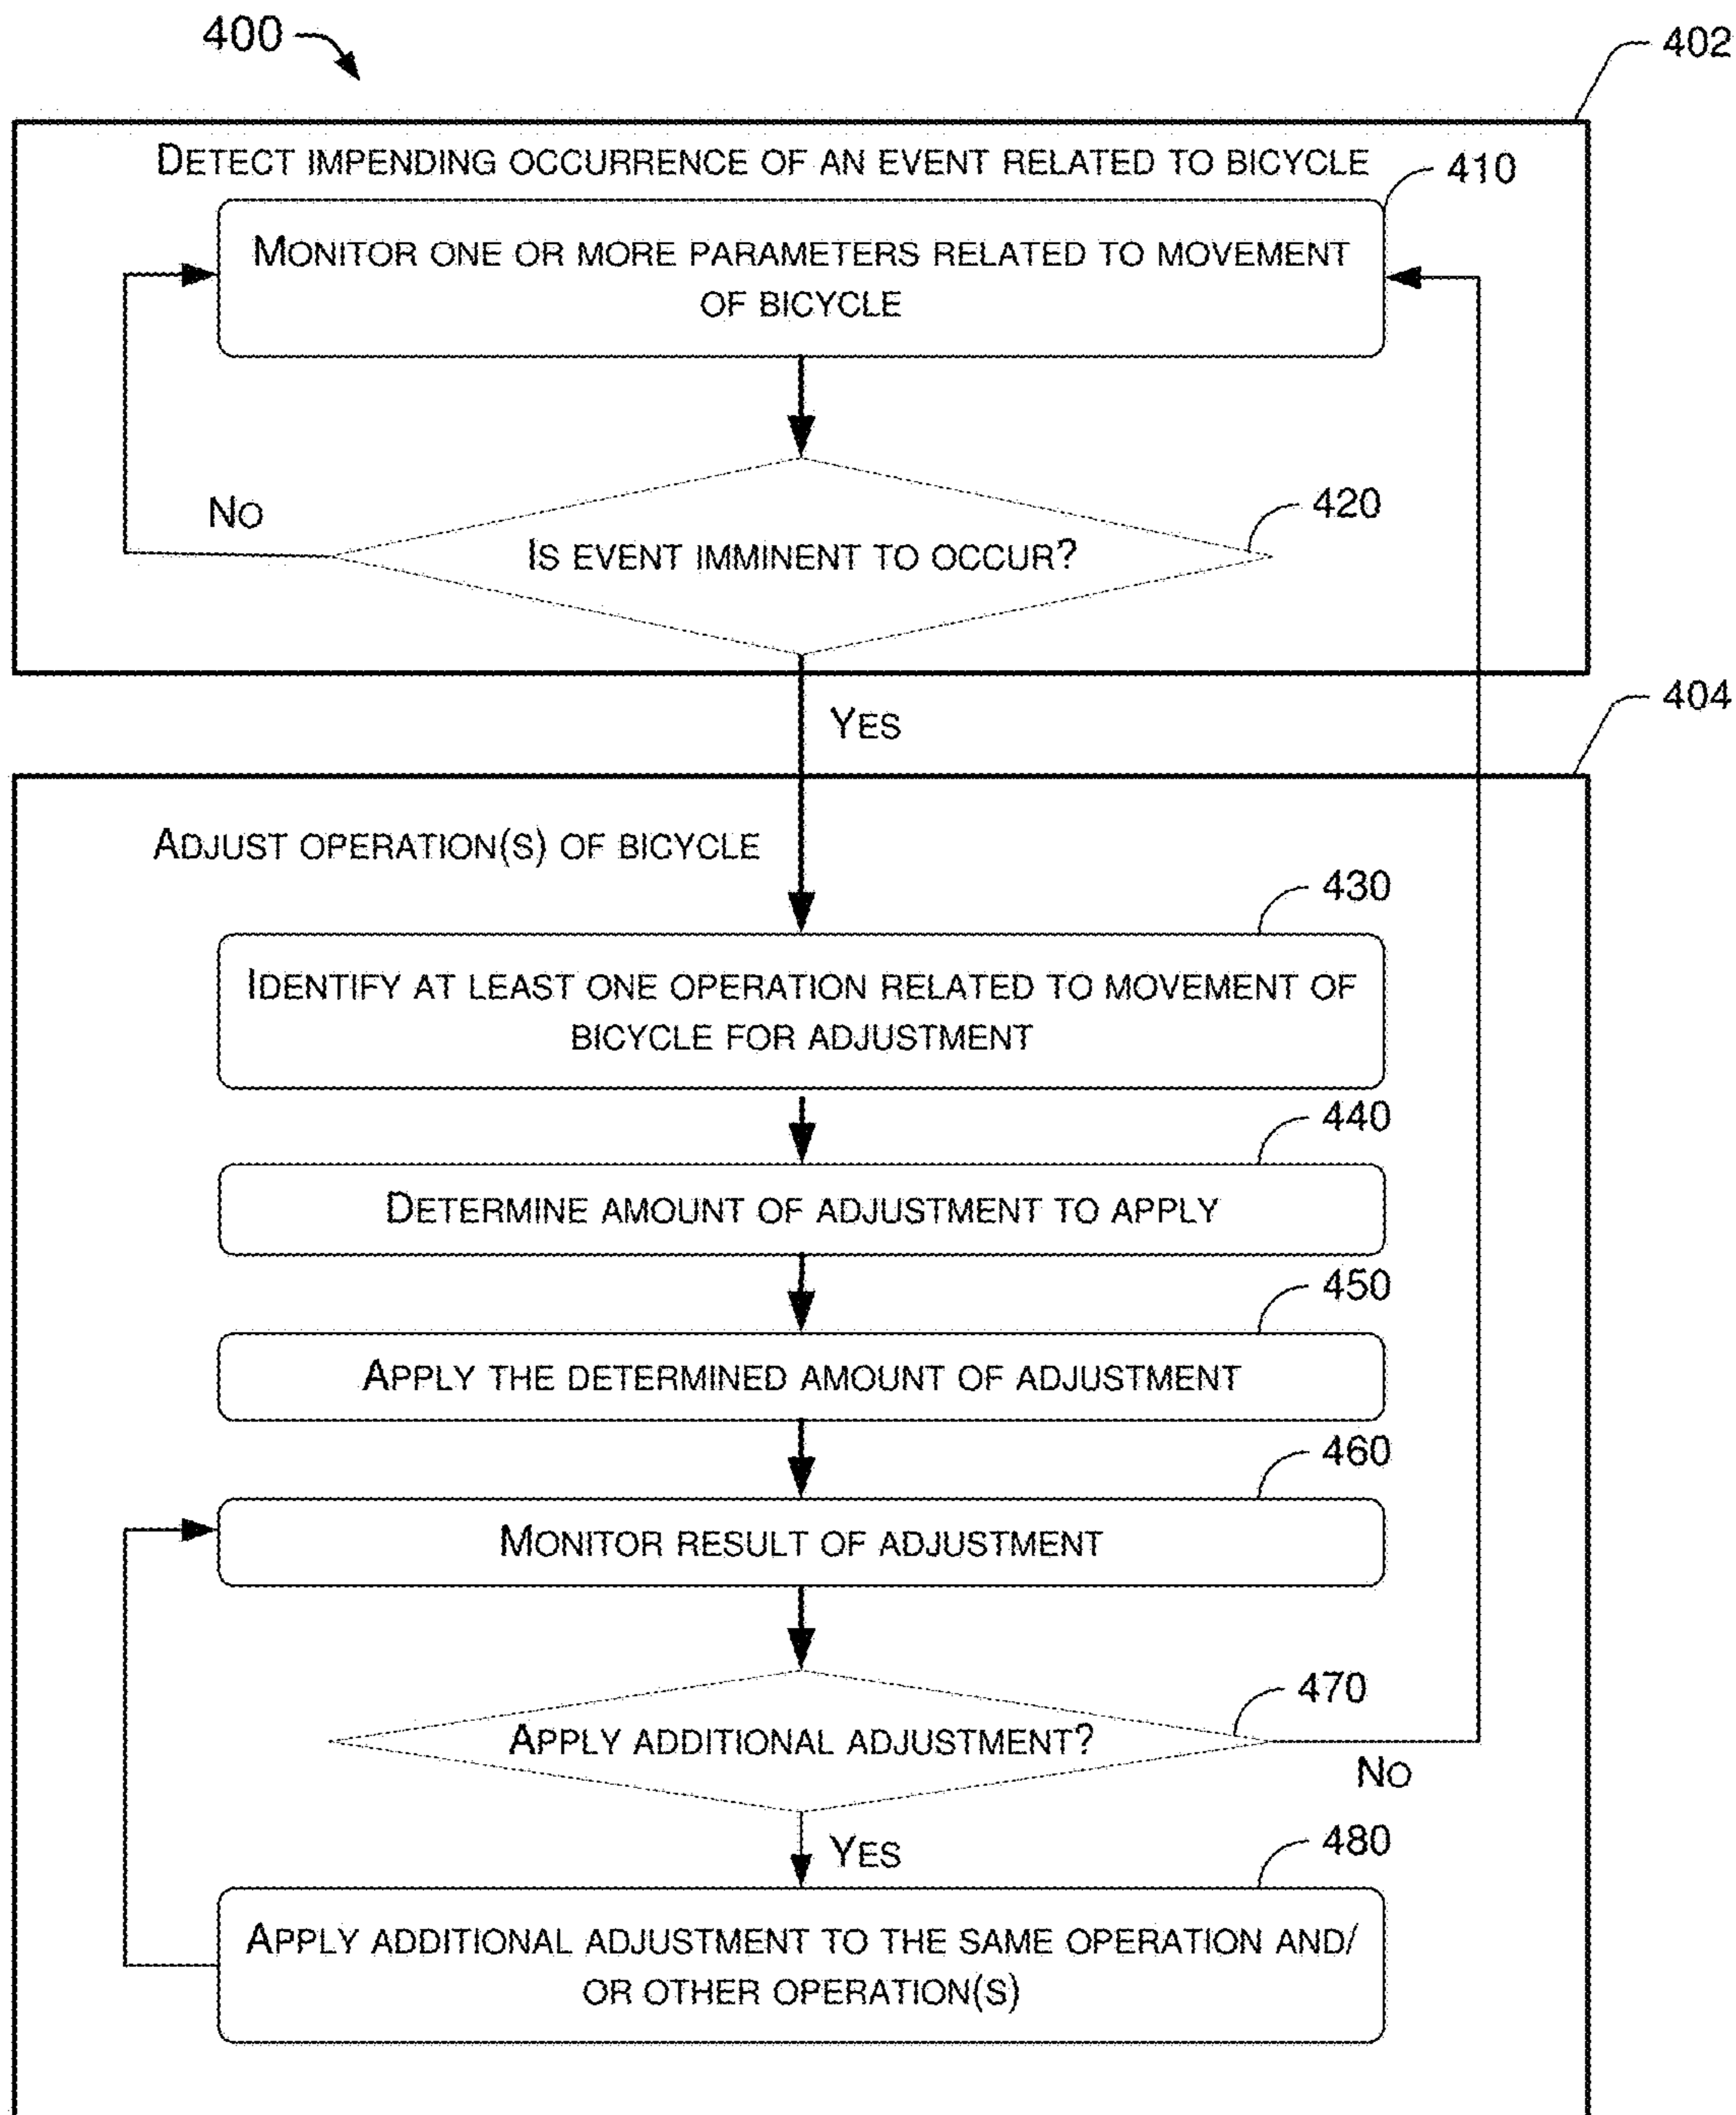 400
402
DETECT IMPENDING OCCURRENCE OF AN EVENT RELATED TO BICYCLE
410
MONITOR ONE OR MORE PARAMETERS RELATED TO MOVEMENT
OF BICYCLE
NO
420
IS EVENT IMMINENT TO OCCUR?
YES
404
ADJUST OPERATION(S) OF BICYCLE
430
IDENTIFY AT LEAST ONE OPERATION RELATED TO MOVEMENT OF
BICYCLE FOR ADJUSTMENT
440
DETERMINE AMOUNT OF ADJUSTMENT TO APPLY
450
APPLY THE DETERMINED AMOUNT OF ADJUSTMENT
460
MONITOR RESULT OF ADJUSTMENT
470
APPLY ADDITIONAL ADJUSTMENT?
NO
YES
480
APPLY ADDITIONAL ADJUSTMENT TO THE SAME OPERATION AND/
OR OTHER OPERATION(S)